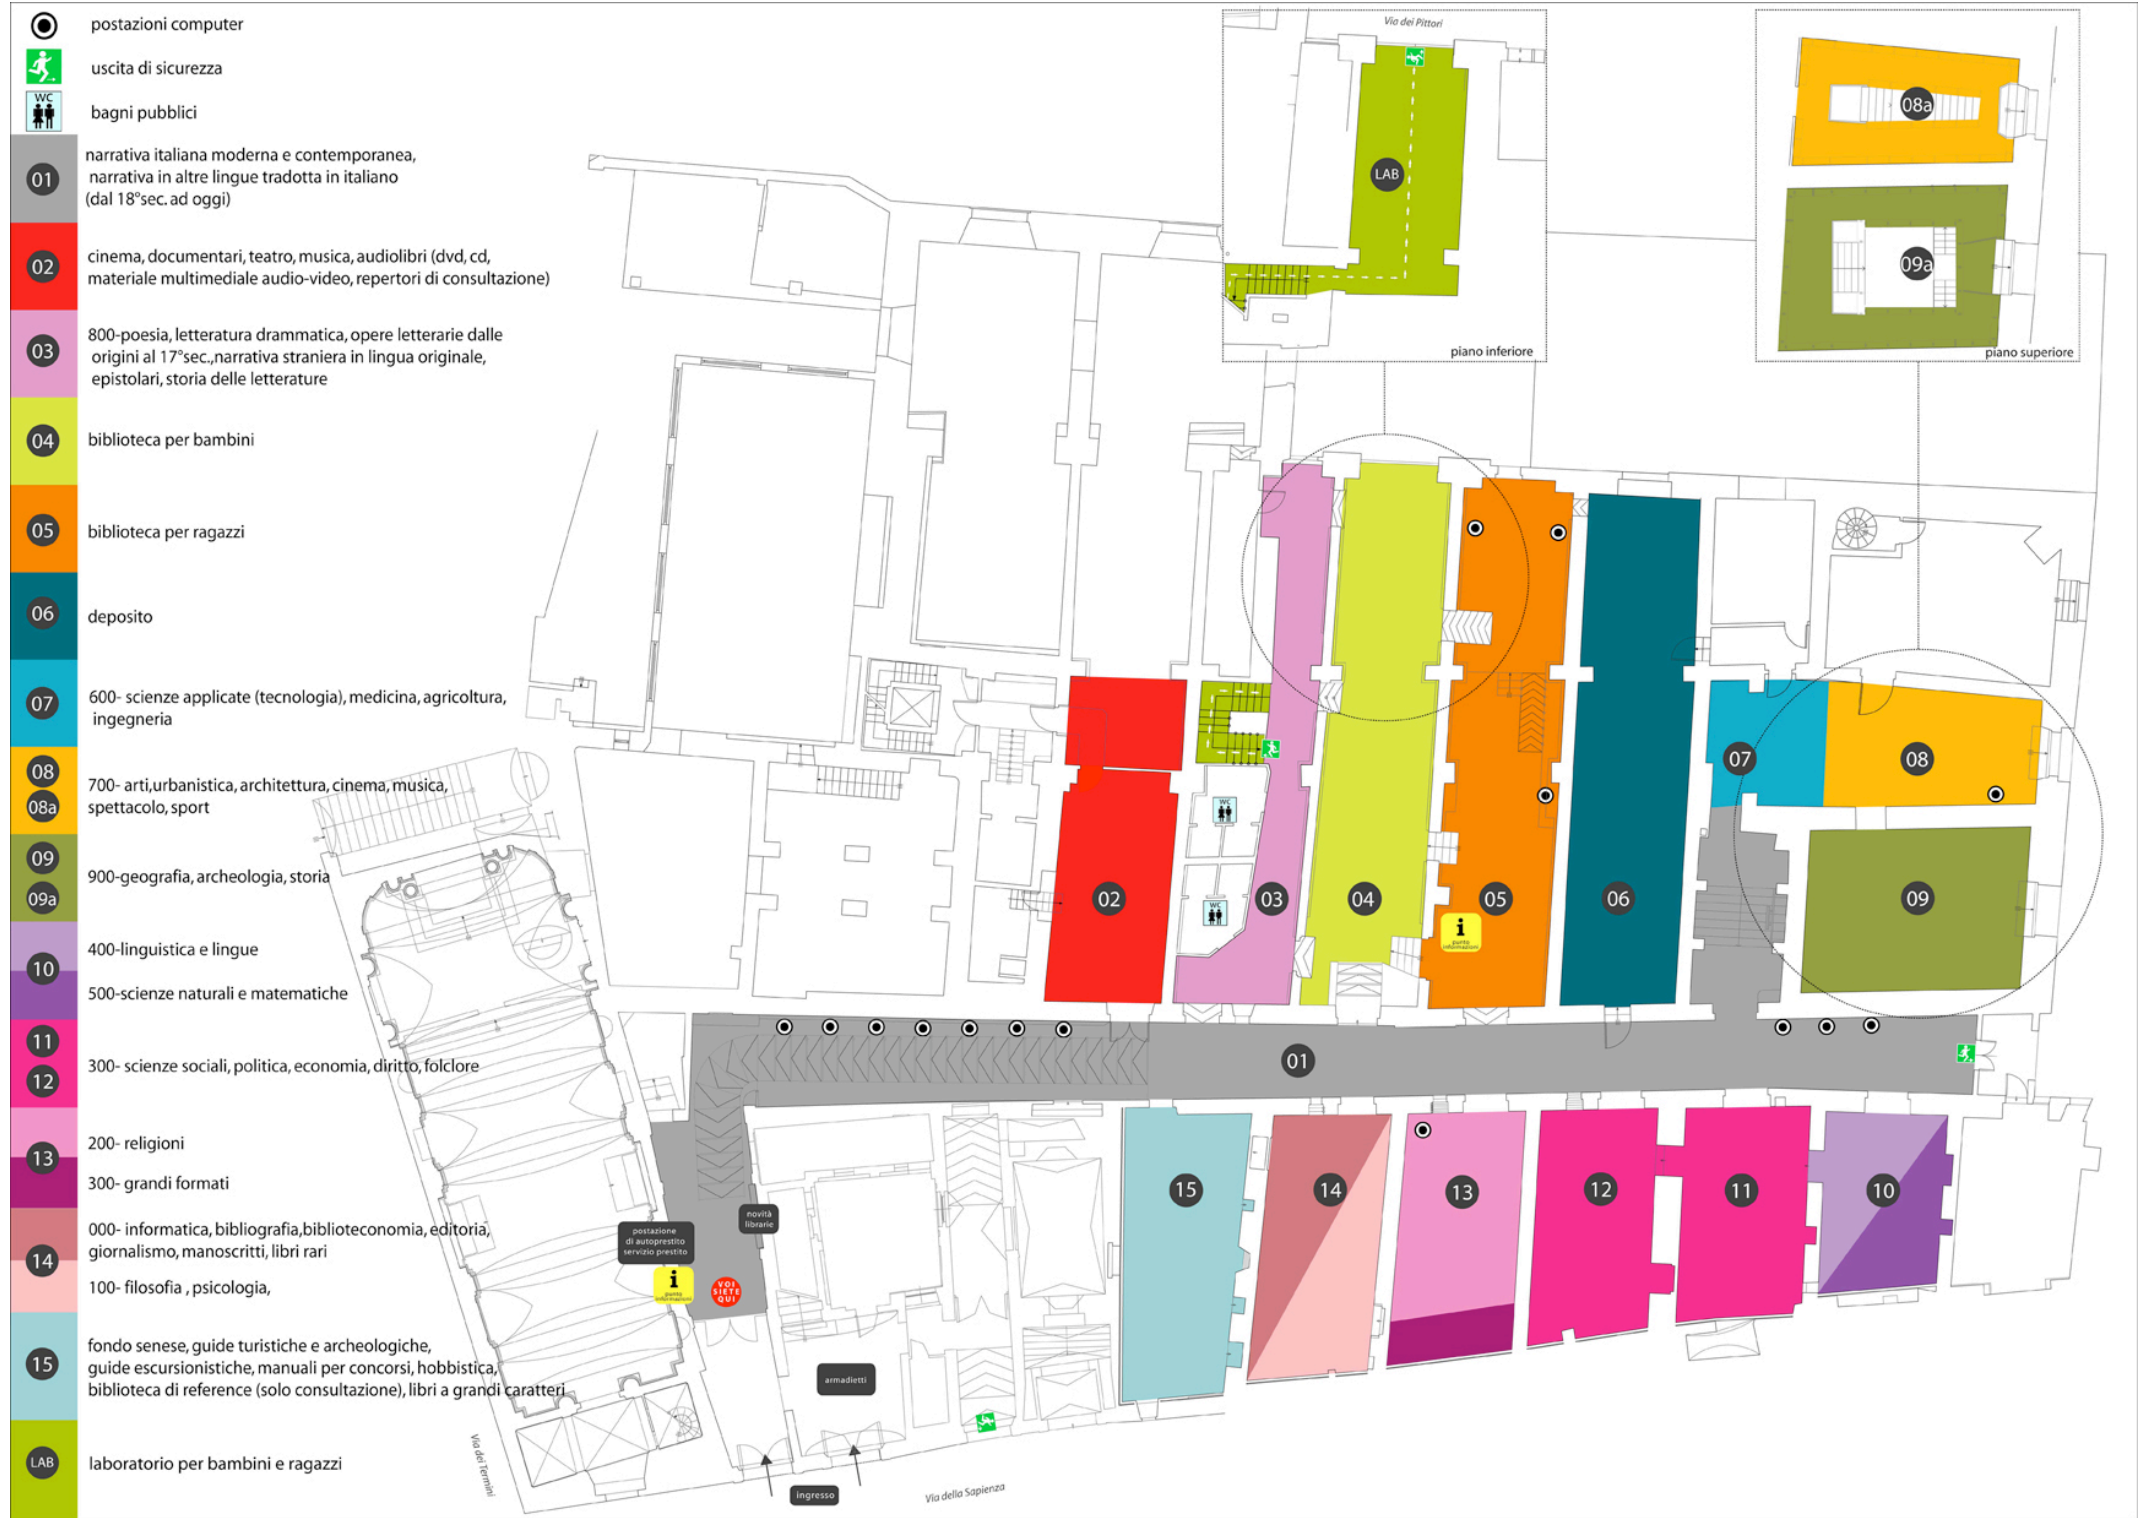 postazioni computer
uscita di sicurezza
WC
bagni pubblici
01
narrativa italiana moderna e contemporanea,
narrativa in altre lingue tradotta in italiano
(dal 18°sec. ad oggi)
02
cinema, documentari, teatro, musica, audiolibri (dvd, cd,
materiale multimediale audio-video, repertori di consultazione)
03
800-poesia, letteratura drammatica, opere letterarie dalle
origini al 17°sec.,narrativa straniera in lingua originale,
epistolari, storia delle letterature
04
biblioteca per bambini
05
biblioteca per ragazzi
06
deposito
07
600- scienze applicate (tecnologia), medicina, agricoltura,
ingegneria
08
08a
700- arti,urbanistica, architettura, cinema, musica,
spettacolo, sport
09
09a
900-geografia, archeologia, storia
10
400-linguistica e lingue
500-scienze naturali e matematiche
11
12
300- scienze sociali, politica, economia, diritto, folclore
13
200- religioni
300- grandi formati
14
000- informatica, bibliografia,biblioteconomia, editoria,
giornalismo, manoscritti, libri rari
100- filosofia , psicologia,
15
fondo senese, guide turistiche e archeologiche,
guide escursionistiche, manuali per concorsi, hobbistica,
biblioteca di reference (solo consultazione), libri a grandi caratteri
LAB
laboratorio per bambini e ragazzi
Via dei Pittori
LAB
piano inferiore
08a
09a
piano superiore
07
08
WC
WC
02
03
04
05
06
09
i
punto
informazioni
01
15
14
13
12
11
10
novità
librarie
postazione
di autoprestito
servizio prestito
i
punto
informazioni
VOI
SIETE
QUI
armadietti
ingresso
Via dei Termini
Via della Sapienza